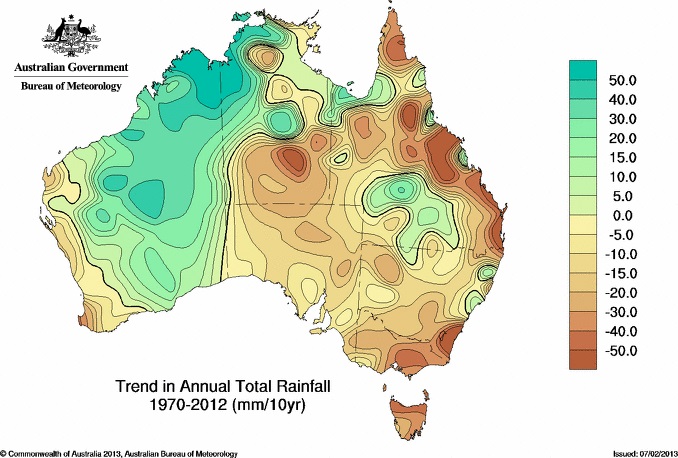 Australian Government
Bureau of Meteorology
50.0
40.0
30.0
20.0
15.0
10.0
5.0
0.0
-5.0
-10.0
-15.0
-20.0
-30.0
-40.0
-50.0
Trend in Annual Total Rainfall
1970-2012 (mm/10yr)
© Commonwealth of Australia 2013, Australian Bureau of Meteorology
Issued: 07/02/2013